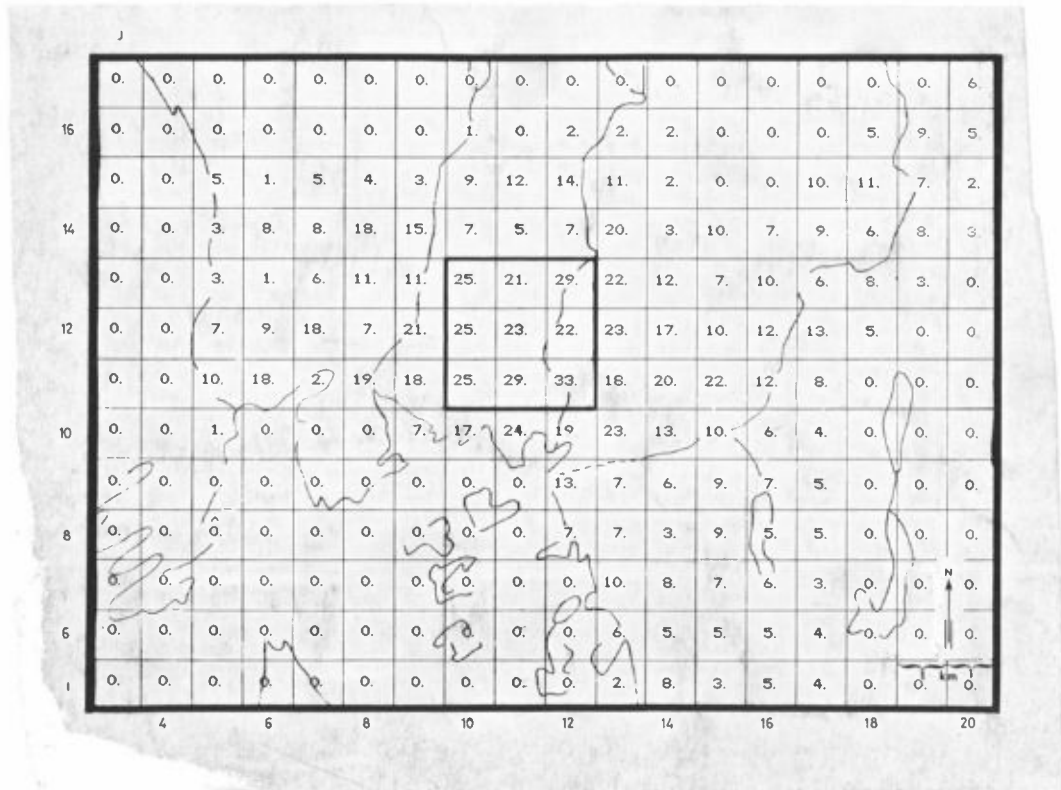 J
0. 0. 0. 0. 0. 0. 0. 0. 0. 0. 0. 0. 0. 0. 0. 0. 0. 6.
16 0. 0. 0. 0. 0. 0. 0. 1. 0. 2. 2. 2. 0. 0. 0. 5. 9. 5.
0. 0. 5. 1. 5. 4. 3. 9. 12. 14. 11. 2. 0. 0. 10. 11. 7. 2.
14 0. 0. 3. 8. 8. 18. 15. 7. 5. 7. 20. 3. 10. 7. 9. 6. 8. 3.
0. 0. 3. 1. 6. 11. 11. 25. 21. 29. 22. 12. 7. 10. 6. 8. 3. 0.
12 0. 0. 7. 9. 18. 7. 21. 25. 23. 22. 23. 17. 10. 12. 13. 5. 0. 0.
0. 0. 10. 18. 2. 19. 18. 25. 29. 33. 18. 20. 22. 12. 8. 0. 0. 0.
10 0. 0. 1. 0. 0. 0. 7. 17. 24. 19 23. 13. 10. 6. 4. 0. 0. 0.
0. 0. 0. 0. 0. 0. 0. 0. 0. 13. 7. 6. 9. 7. 5. 0. 0. 0.
8 0. 0. 0. 0. 0. 0. 0. 0. 0. 7. 7. 3. 9. 5. 5. 0. 0. 0.
0. 0. 0. 0. 0. 0. 0. 0. 0. 0. 10. 8. 7. 6. 3. 0. 0. 0.
6 0. 0. 0. 0. 0. 0. 0. 0. 0. 0. 6. 5. 5. 5. 4. 0. 0. 0.
I 0. 0. 0. 0. 0. 0. 0. 0. 0. 0. 2. 8. 3. 5. 4. 0. 0. 0.
N
km
4 6 8 10 12 14 16 18 20